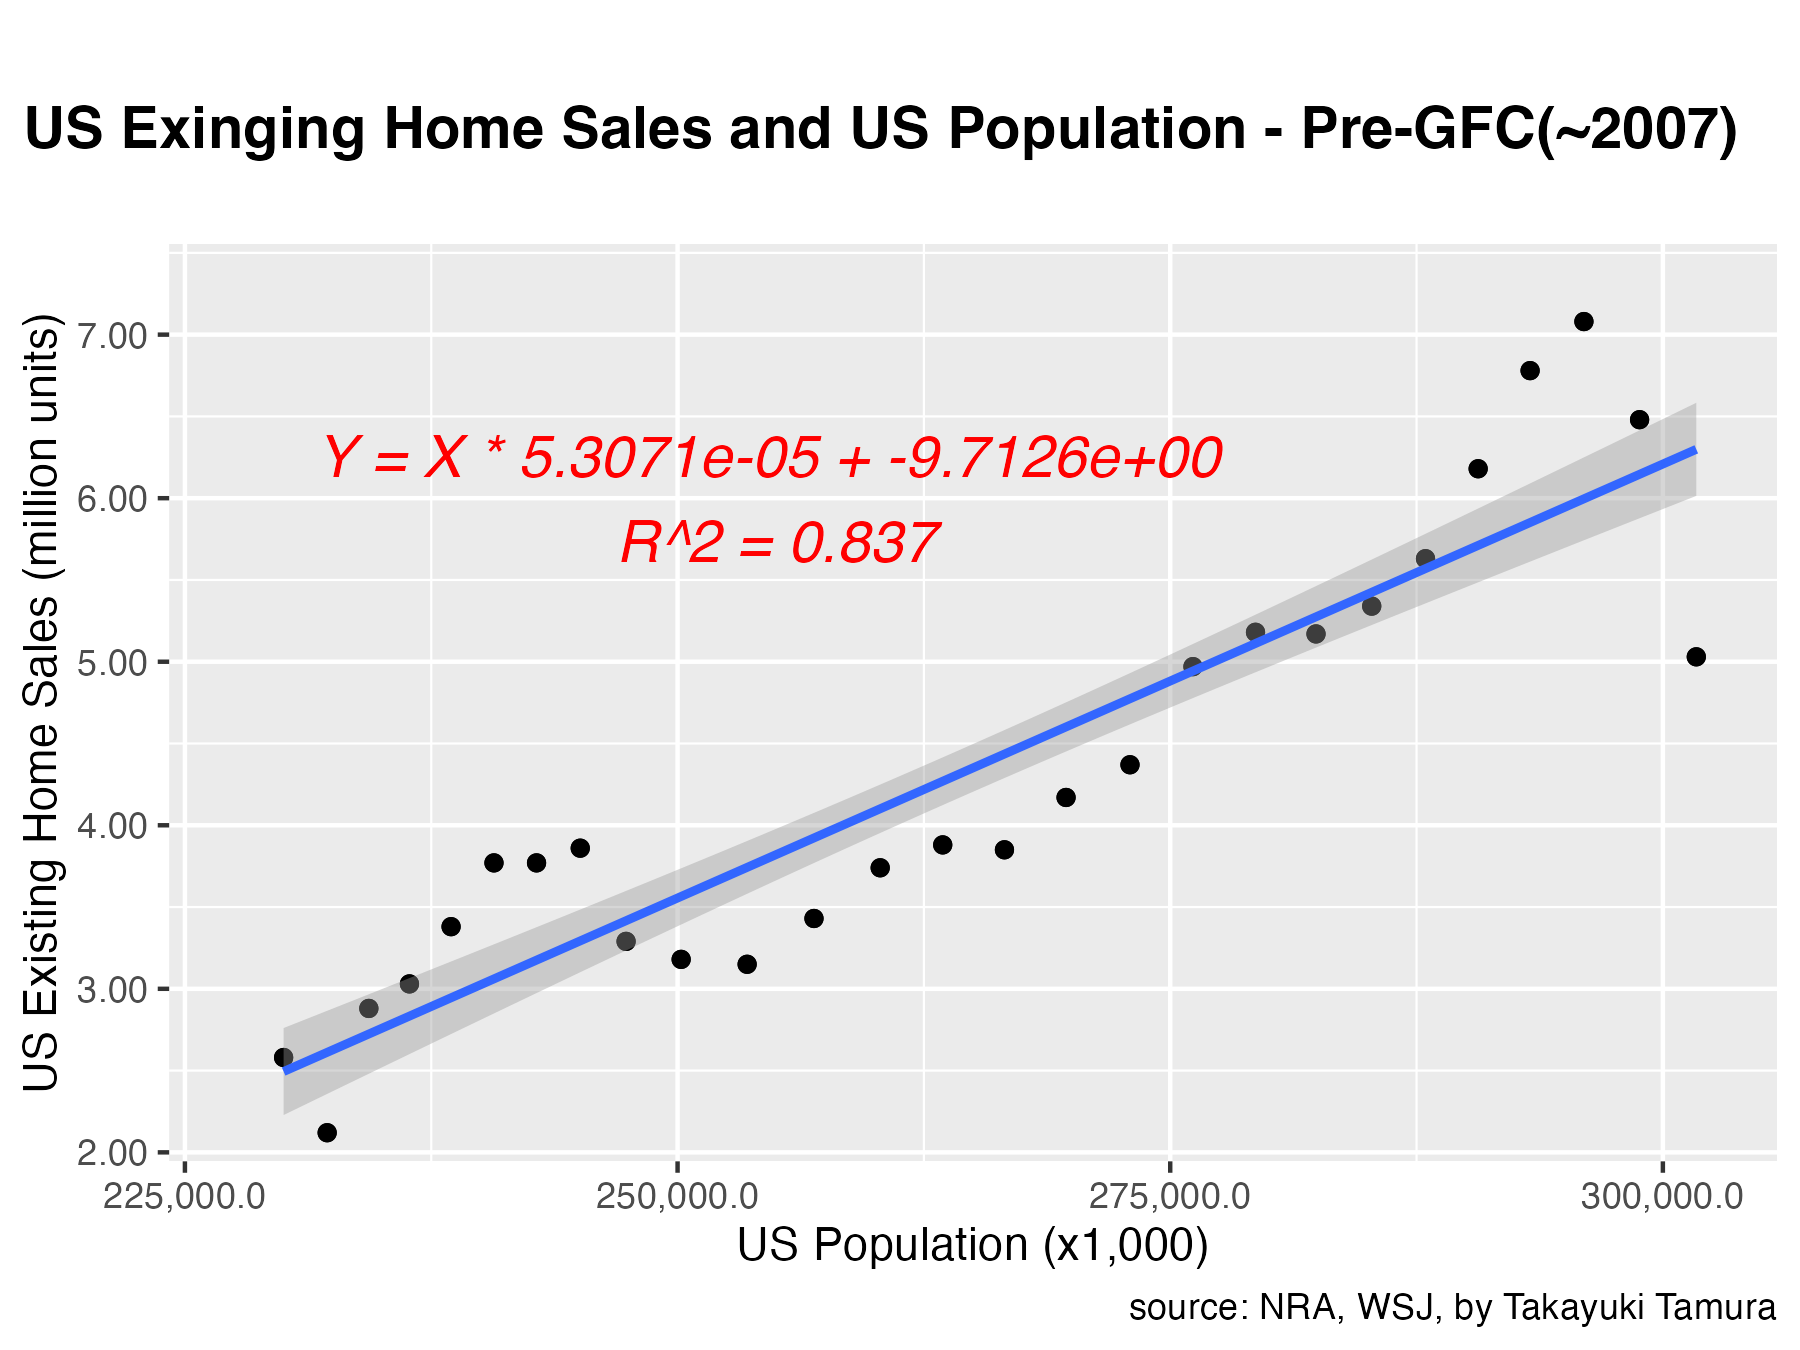 US Exinging Home Sales and US Population - Pre-GFC(~2007)
US Existing Home Sales (million units)
7.00
6.00
5.00
4.00
3.00
2.00
Y = X * 5.3071e-05 + -9.7126e+00
R^2 = 0.837
225,000.0
250,000.0
275,000.0
300,000.0
US Population (x1,000)
source: NRA, WSJ, by Takayuki Tamura